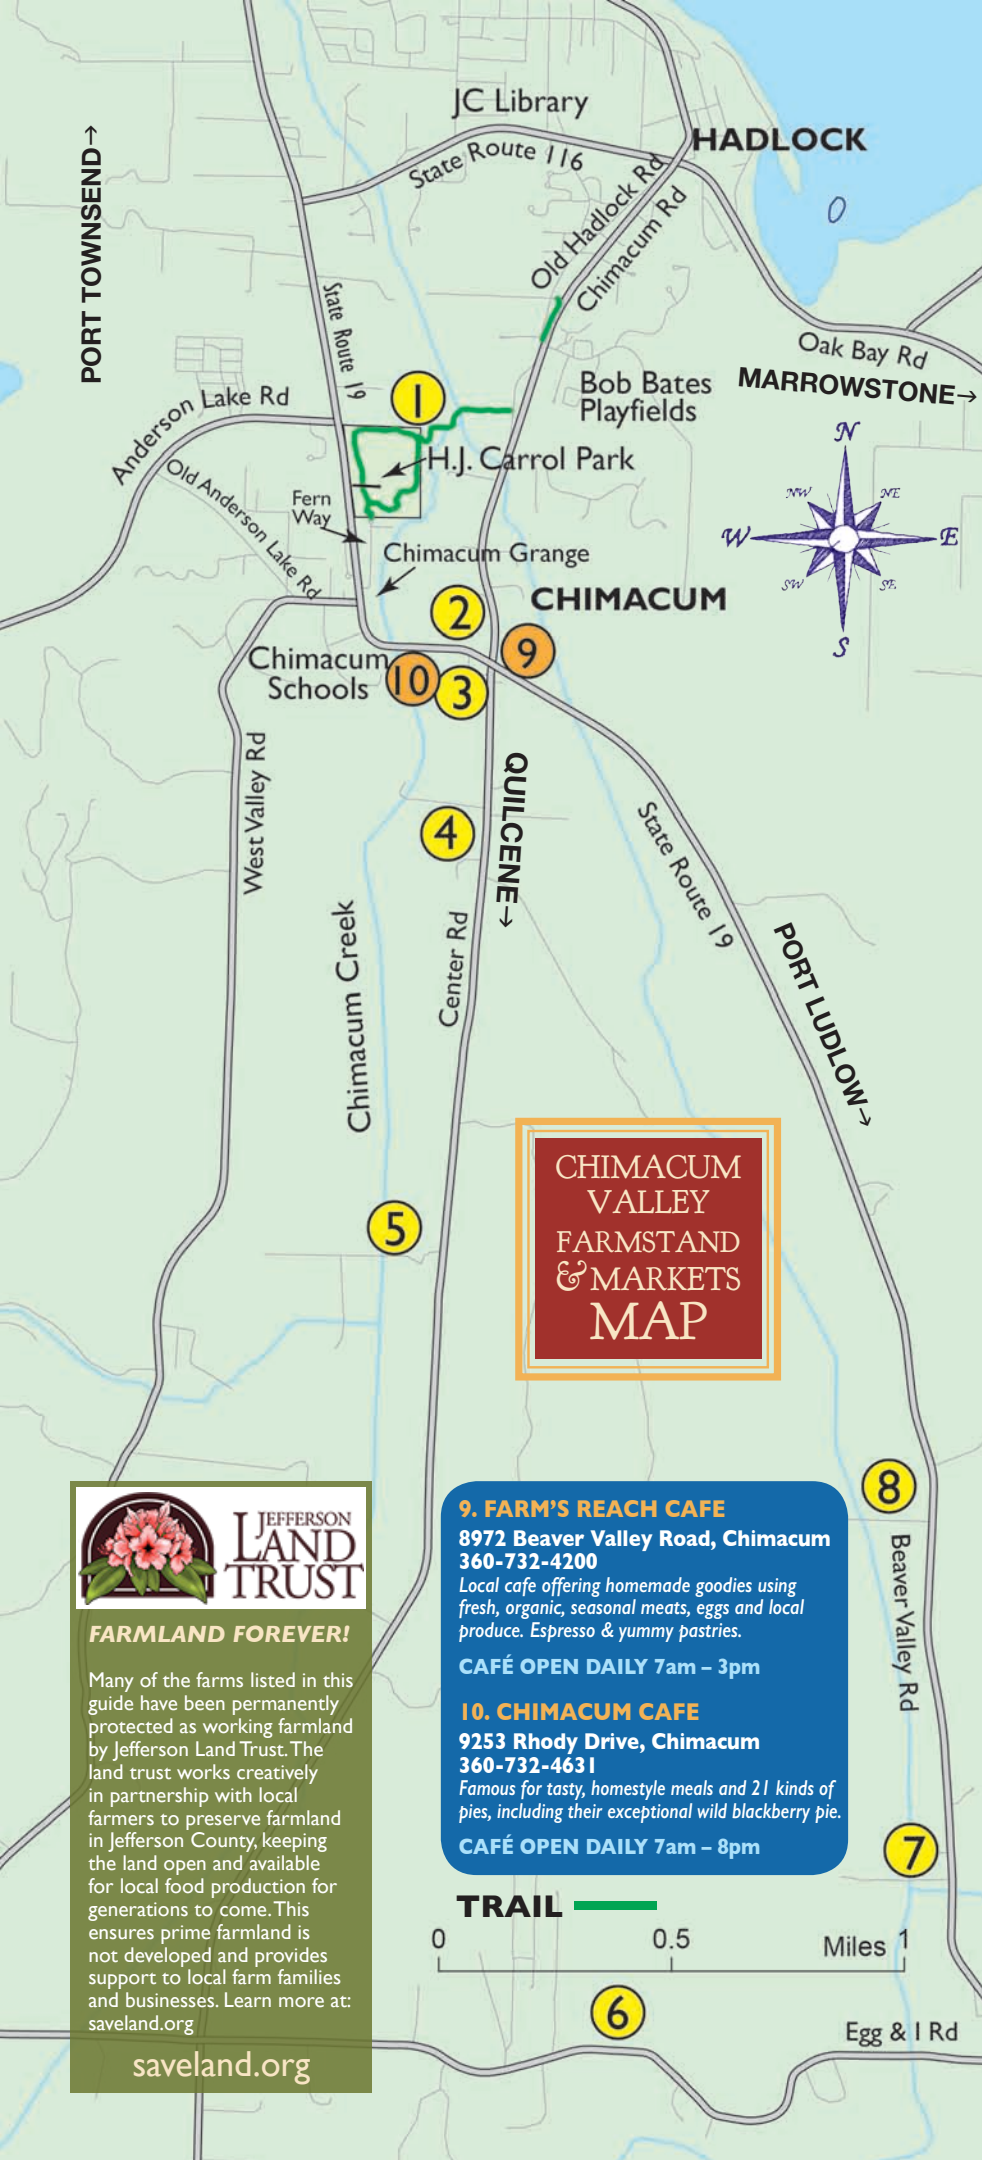 JC Library
HADLOCK
State Route 116
PORT TOWNSEND→
Old Hadlock Rd
Chimacum Rd
State Route 19
Oak Bay Rd
MARROWSTONE→
Anderson Lake Rd
1
Bob Bates
Playfields
H.J. Carrol Park
Old Anderson Lake Rd
Fern
Way
Chimacum Grange
N
NW
NE
W
E
SW
SE
S
2
CHIMACUM
9
Chimacum
Schools
10
3
West Valley Rd
QUILCENE→
4
State Route 19
Chimacum Creek
Center Rd
PORT LUDLOW→
CHIMACUM
VALLEY
FARMSTAND
& MARKETS
MAP
5
8
Beaver Valley Rd
JEFFERSON
LAND
TRUST
FARMLAND FOREVER!
Many of the farms listed in this
guide have been permanently
protected as working farmland
by Jefferson Land Trust. The
land trust works creatively
in partnership with local
farmers to preserve farmland
in Jefferson County, keeping
the land open and available
for local food production for
generations to come. This
ensures prime farmland is
not developed and provides
support to local farm families
and businesses. Learn more at:
saveland.org
saveland.org
9. FARM'S REACH CAFE
8972 Beaver Valley Road, Chimacum
360-732-4200
Local cafe offering homemade goodies using
fresh, organic, seasonal meats, eggs and local
produce. Espresso & yummy pastries.
CAFÉ OPEN DAILY 7am – 3pm
10. CHIMACUM CAFE
9253 Rhody Drive, Chimacum
360-732-4631
Famous for tasty, homestyle meals and 21 kinds of
pies, including their exceptional wild blackberry pie.
CAFÉ OPEN DAILY 7am – 8pm
7
TRAIL
0 0.5 Miles 1
6
Egg & I Rd